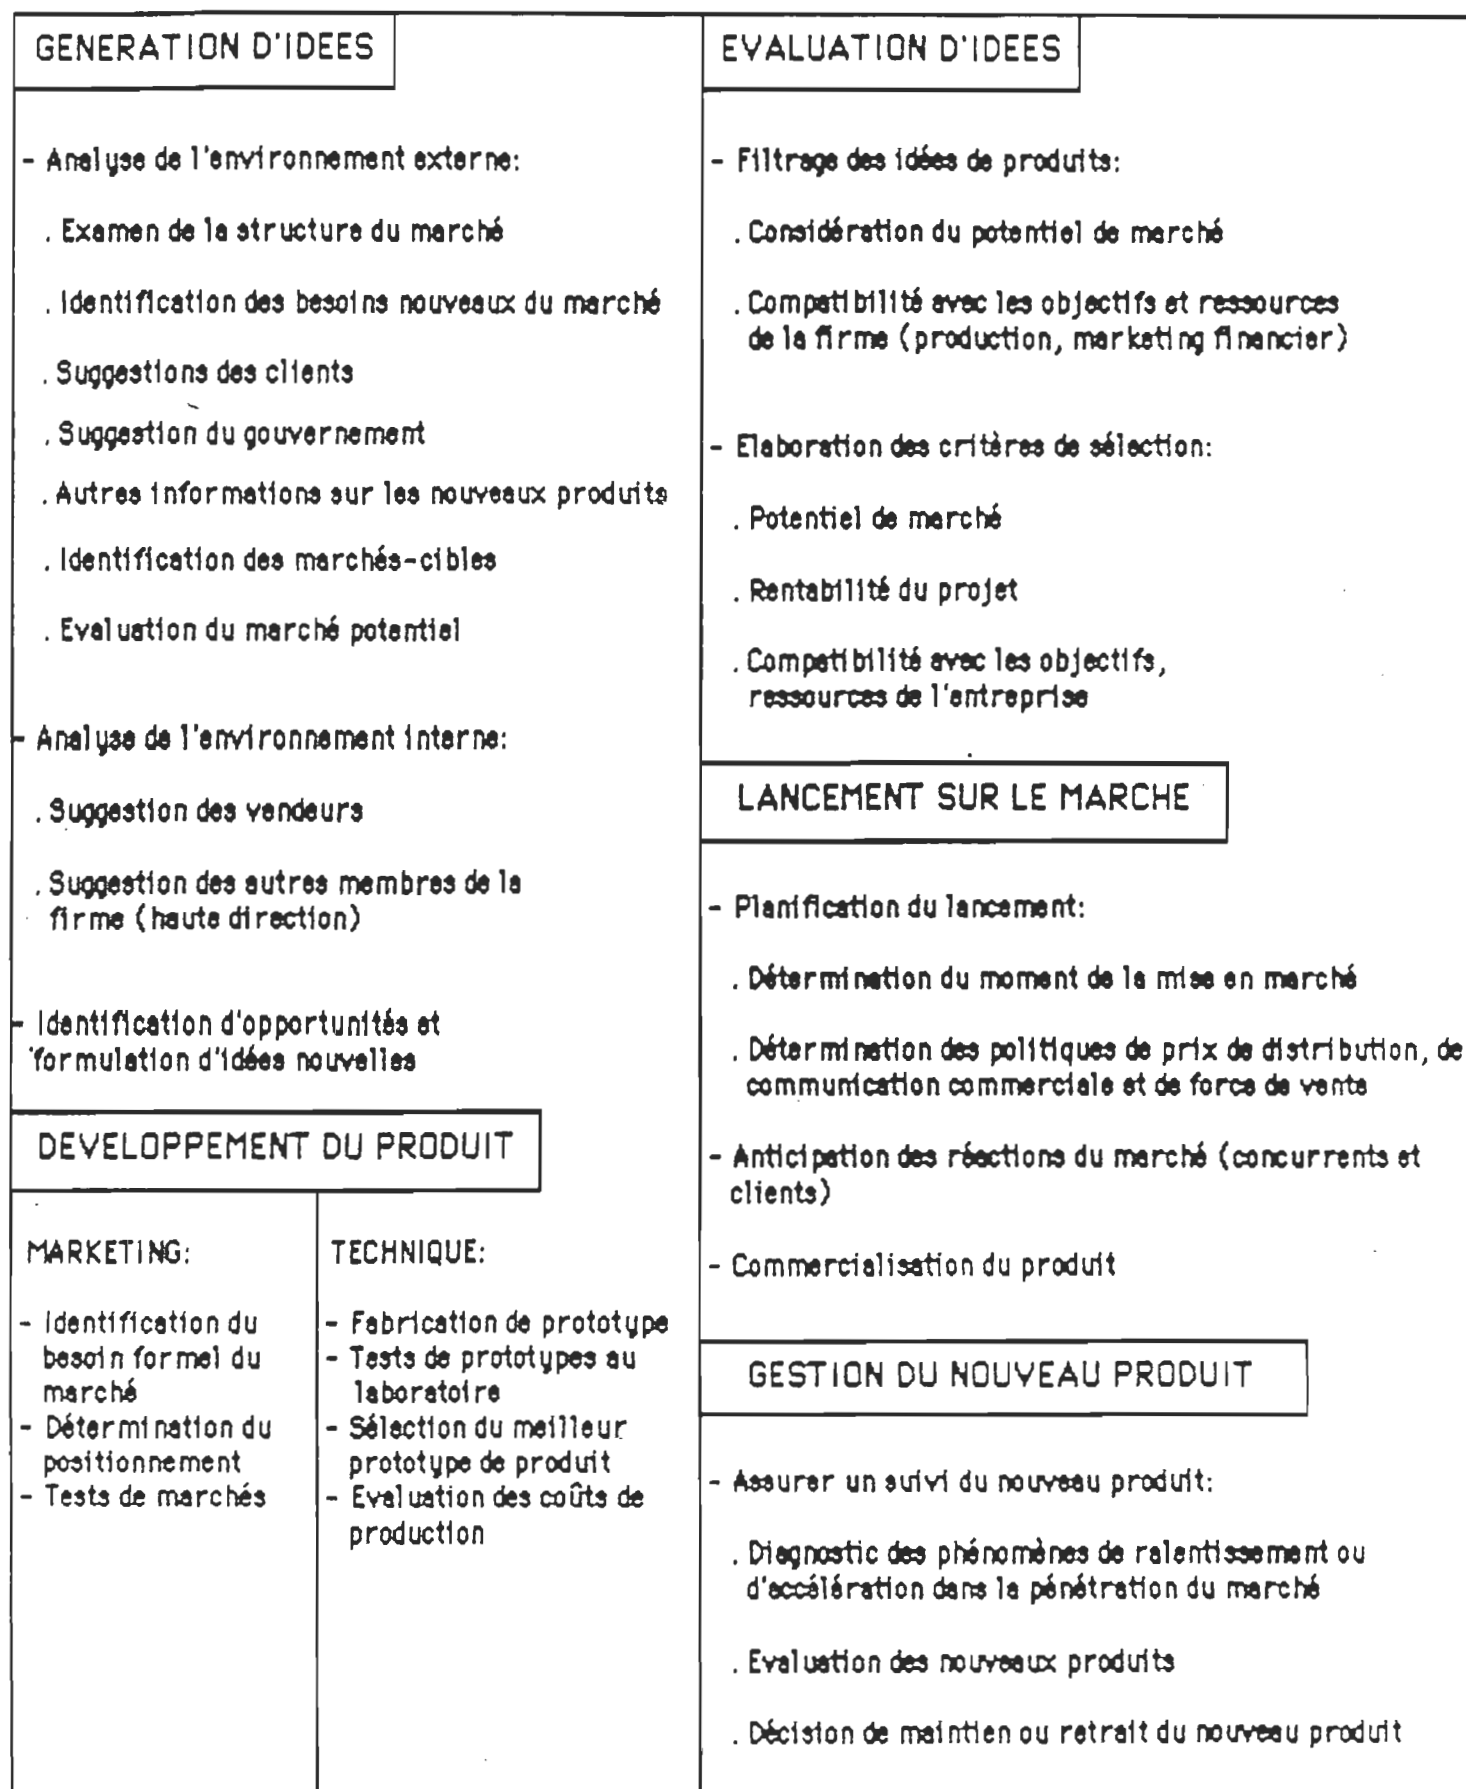 GENERATION D'IDEES
- Analyse de l'environnement externe:
. Examen de la structure du marché
. Identification des besoins nouveaux du marché
. Suggestions des clients
. Suggestion du gouvernement
. Autres informations sur les nouveaux produits
. Identification des marchés-cibles
. Evaluation du marché potentiel
- Analyse de l'environnement interne:
. Suggestion des vendeurs
. Suggestion des autres membres de la
firme (haute direction)
- Identification d'opportunités et
formulation d'idées nouvelles
EVALUATION D'IDEES
- Filtrage des idées de produits:
. Considération du potentiel de marché
. Compatibilité avec les objectifs et ressources
de la firme (production, marketing financier)
- Elaboration des critères de sélection:
. Potentiel de marché
. Rentabilité du projet
. Compatibilité avec les objectifs,
ressources de l'entreprise
DEVELOPPEMENT DU PRODUIT
MARKETING:
- Identification du
besoin formel du
marché
- Détermination du
positionnement
- Tests de marchés
TECHNIQUE:
- Fabrication de prototype
- Tests de prototypes au
laboratoire
- Sélection du meilleur
prototype de produit
- Evaluation des coûts de
production
LANCEMENT SUR LE MARCHE
- Planification du lancement:
. Détermination du moment de la mise en marché
. Détermination des politiques de prix de distribution, de
communication commerciale et de force de vente
- Anticipation des réactions du marché (concurrents et
clients)
- Commercialisation du produit
GESTION DU NOUVEAU PRODUIT
- Assurer un suivi du nouveau produit:
. Diagnostic des phénomènes de ralentissement ou
d'accélération dans la pénétration du marché
. Evaluation des nouveaux produits
. Décision de maintien ou retrait du nouveau produit